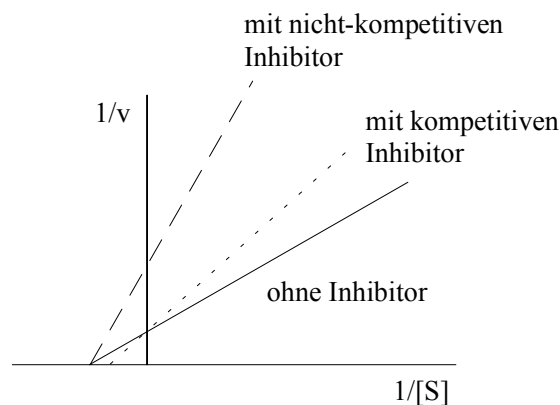 mit nicht-kompetitiven
Inhibitor
1/v
mit kompetitiven
Inhibitor
ohne Inhibitor
1/[S]